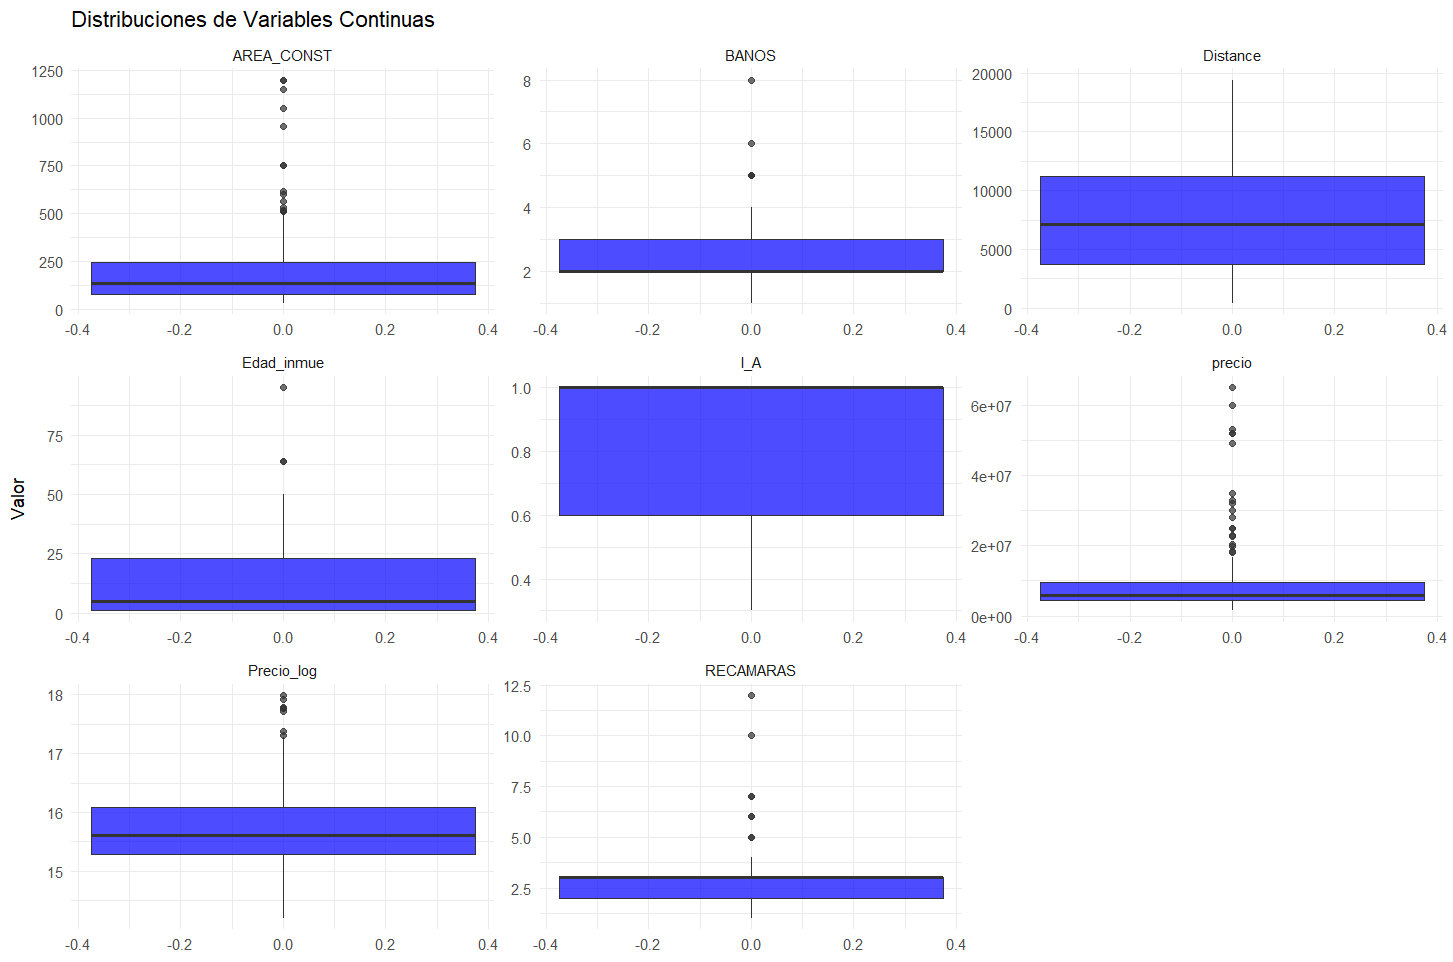 Distribuciones de Variables Continuas
AREA_CONST
BANOS
Distance
1250
1000
750
500
250
0
8
6
4
2
20000
15000
10000
5000
0
-0.4 -0.2 0.0 0.2 0.4
-0.4 -0.2 0.0 0.2 0.4
-0.4 -0.2 0.0 0.2 0.4
Valor
Edad_inmue
I_A
precio
75
50
25
0
1.0
0.8
0.6
0.4
6e+07
4e+07
2e+07
0e+00
-0.4 -0.2 0.0 0.2 0.4
-0.4 -0.2 0.0 0.2 0.4
-0.4 -0.2 0.0 0.2 0.4
Precio_log
RECAMARAS
18
17
16
15
12.5
10.0
7.5
5.0
2.5
-0.4 -0.2 0.0 0.2 0.4
-0.4 -0.2 0.0 0.2 0.4